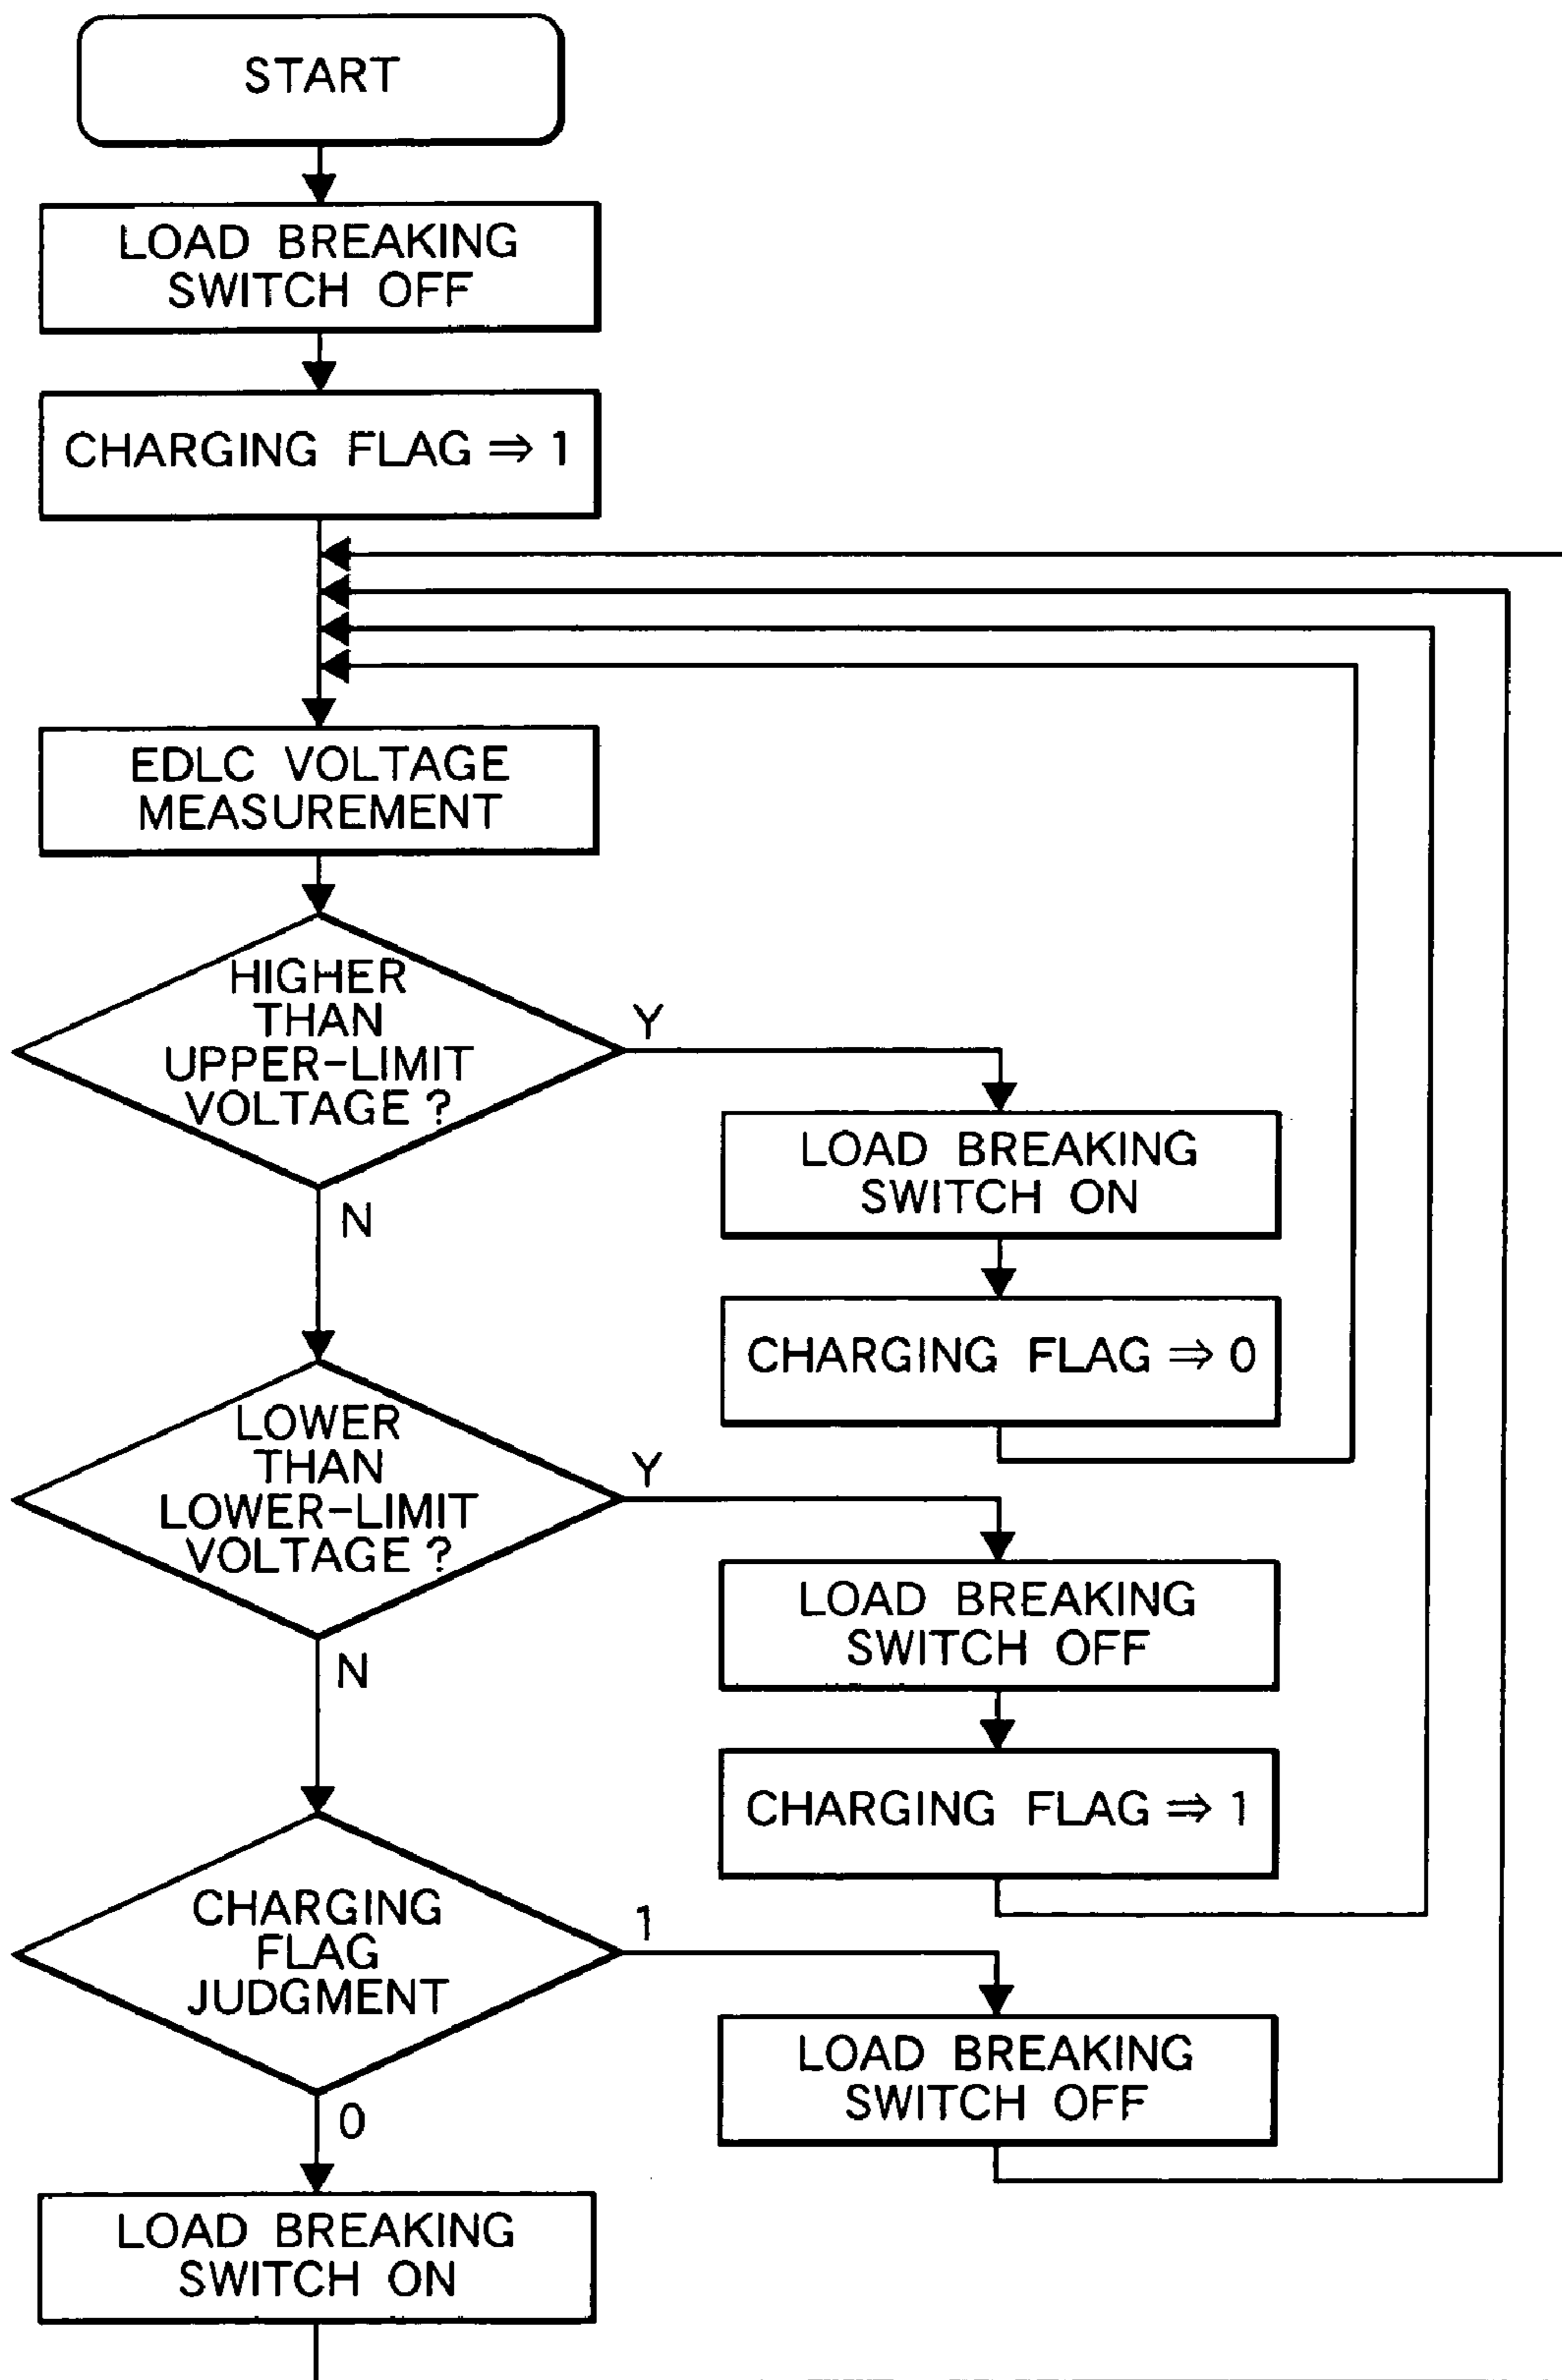 START
LOAD BREAKING
SWITCH OFF
CHARGING FLAG ⇒ 1
EDLC VOLTAGE
MEASUREMENT
HIGHER
THAN
UPPER-LIMIT
VOLTAGE ?
Y
N
LOAD BREAKING
SWITCH ON
CHARGING FLAG ⇒ 0
LOWER
THAN
LOWER-LIMIT
VOLTAGE ?
Y
N
LOAD BREAKING
SWITCH OFF
CHARGING FLAG ⇒ 1
CHARGING
FLAG
JUDGMENT
1
0
LOAD BREAKING
SWITCH OFF
LOAD BREAKING
SWITCH ON